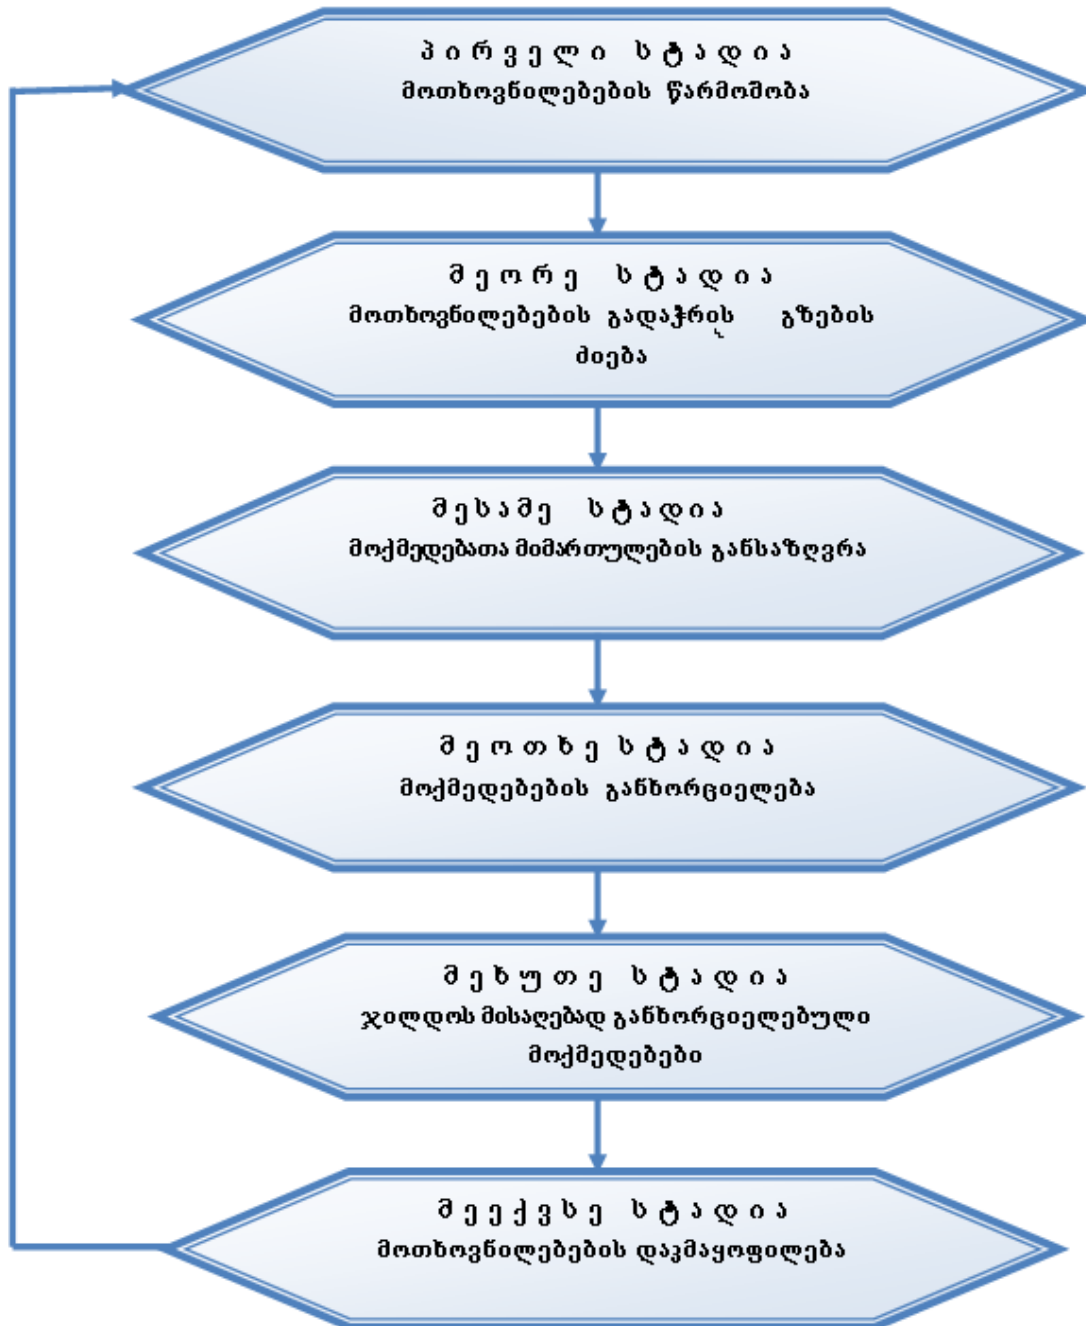 პირველი სტადია
მოთხოვნილებების წარმოშობა
მეორე სტადია
მოთხოვნილებების გადაჭრის გზების
ძიება
მესამე სტადია
მოქმედებათა მიმართულების განსაზღვრა
მეოთხე სტადია
მოქმედებების განხორციელება
მეხუთე სტადია
ჯილდოს მისაღებად განხორციელებული
მოქმედებები
მეექვსე სტადია
მოთხოვნილებების დაკმაყოფილება